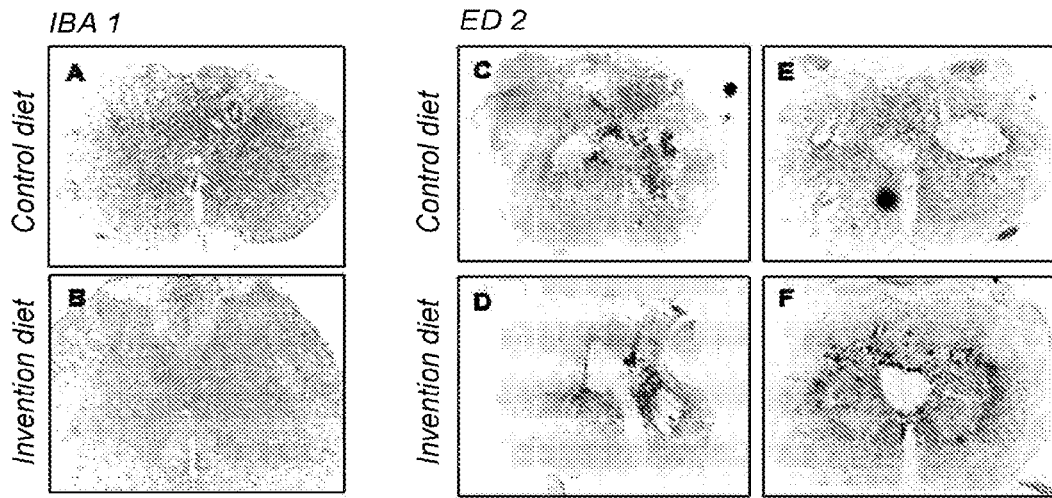 IBA 1
ED 2
Control diet
A
Control diet
C
E
Invention diet
B
Invention diet
D
F